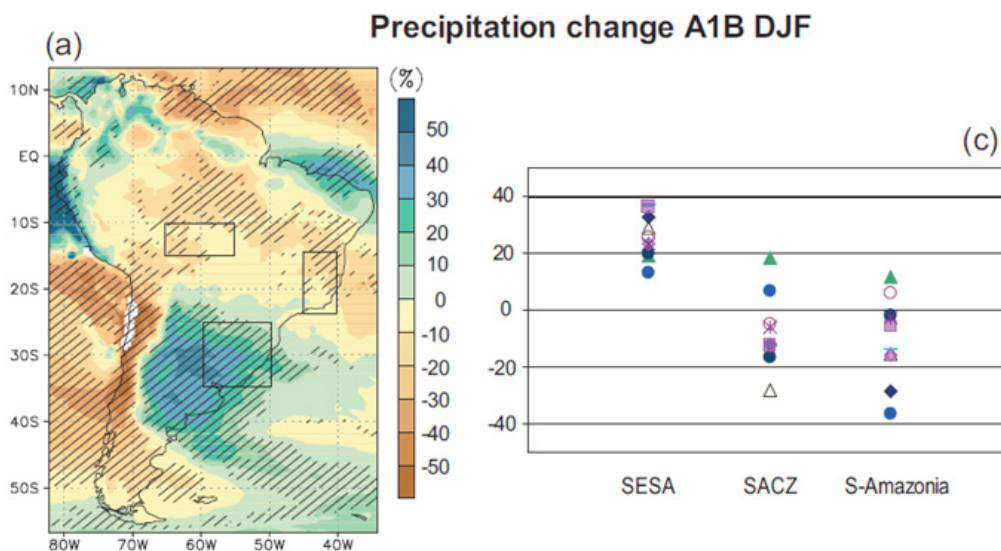 Precipitation change A1B DJF
(a)
(%)
10N
EQ
10S
20S
30S
40S
50S
80W 70W 60W 50W 40W
50
40
30
20
10
0
-10
-20
-30
-40
-50
(c)
40
20
0
-20
-40
SESA SACZ S-Amazonia